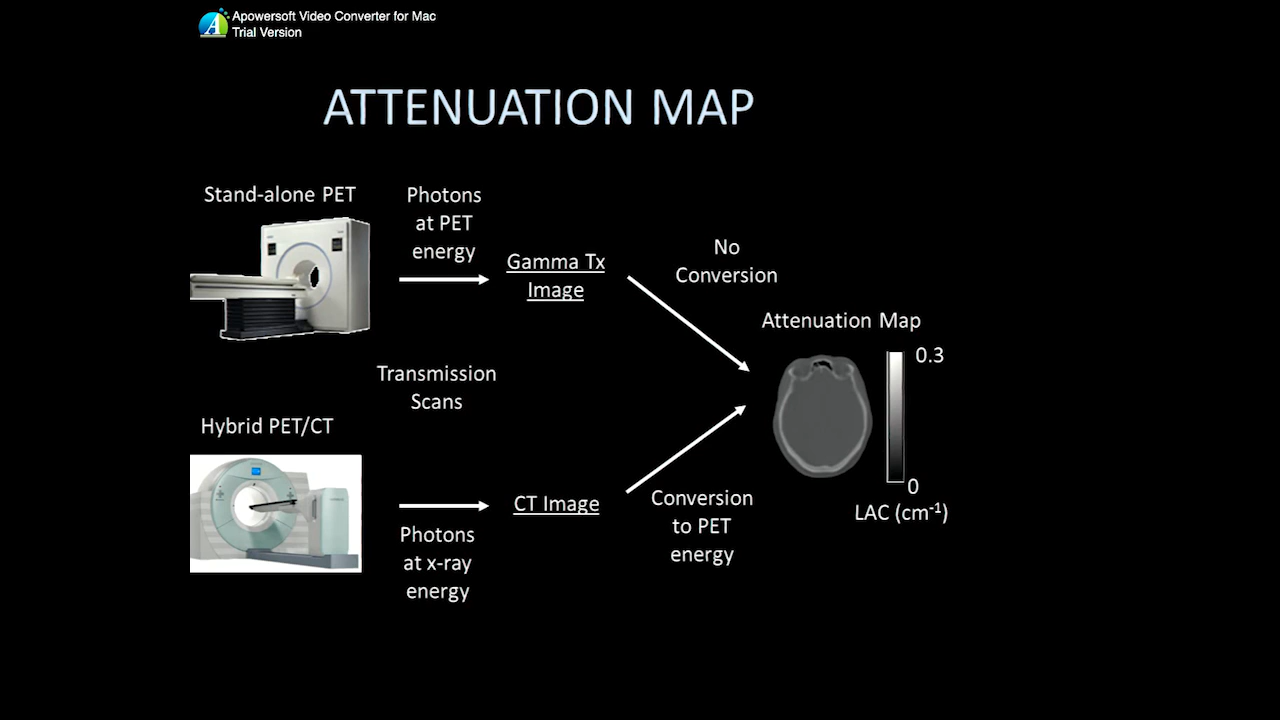 Apowersoft Video Converter for Mac
Trial Version
ATTENUATION MAP
Stand-alone PET
Photons
at PET
energy
Gamma Tx
Image
No
Conversion
Attenuation Map
0.3
Transmission
Scans
Hybrid PET/CT
CT Image
Photons
at x-ray
energy
Conversion
to PET
energy
0
LAC (cm⁻¹)